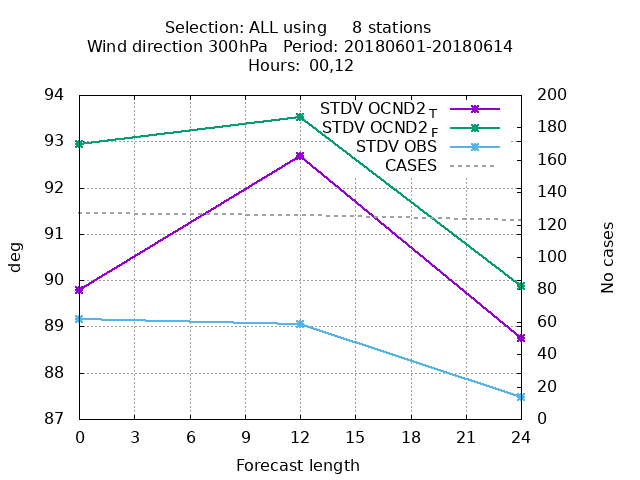 Selection: ALL using     8 stations
Wind direction 300hPa   Period: 20180601-20180614
Hours: 00,12
94
93
92
91
90
89
88
87
200
180
160
140
120
100
80
60
40
20
0
STDV OCND2 T
STDV OCND2 F
STDV OBS
CASES
deg
No cases
0 3 6 9 12 15 18 21 24
Forecast length